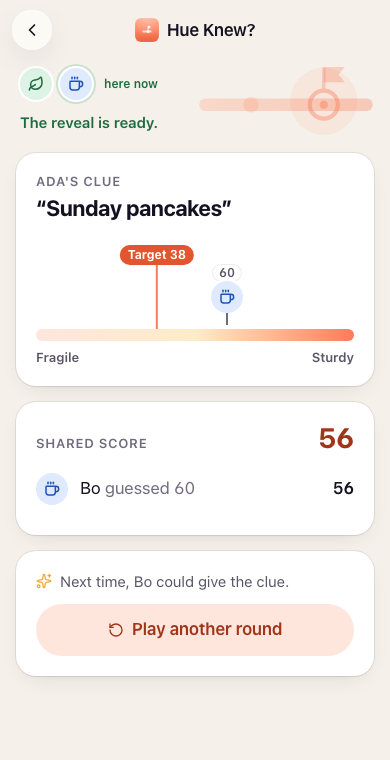 Hue Knew?
here now
The reveal is ready.
ADA'S CLUE
“Sunday pancakes”
Target 38
60
Fragile
Sturdy
SHARED SCORE
56
Bo guessed 60
56
Next time, Bo could give the clue.
Play another round